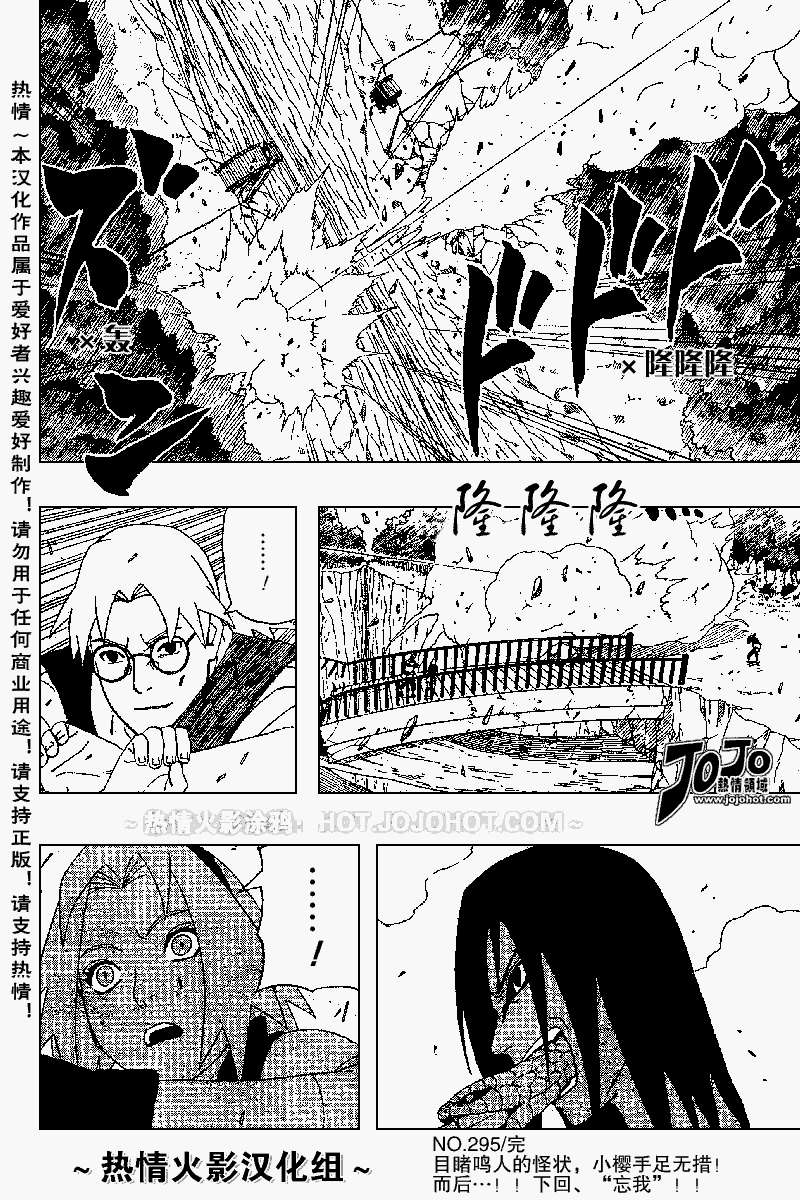 热情～本汉化作品属于爱好者兴趣爱好制作！请勿用于任何商业用途！请支持正版！请支持热情！
ズン
ドドド
×轰
×隆隆隆
隆隆隆……
……！
JOJO
熱情領域
www.jojohot.com
～热情火影涂鸦 HOT.JOJOHOT.COM～
……！
～热情火影汉化组～
NO.295/完
目睹鸣人的怪状，小樱手足无措！
而后…！！下回、“忘我”！！